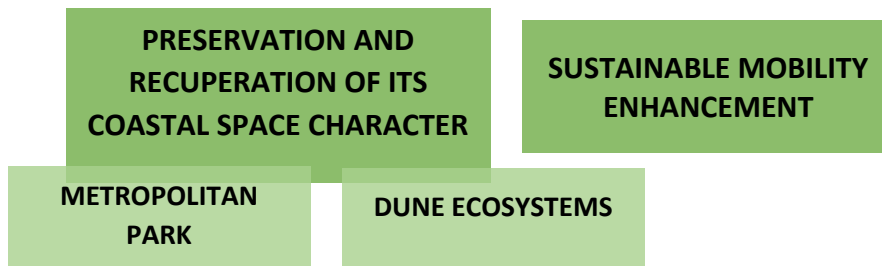 PRESERVATION AND
RECUPERATION OF ITS
COASTAL SPACE CHARACTER
SUSTAINABLE MOBILITY
ENHANCEMENT
METROPOLITAN
PARK
DUNE ECOSYSTEMS